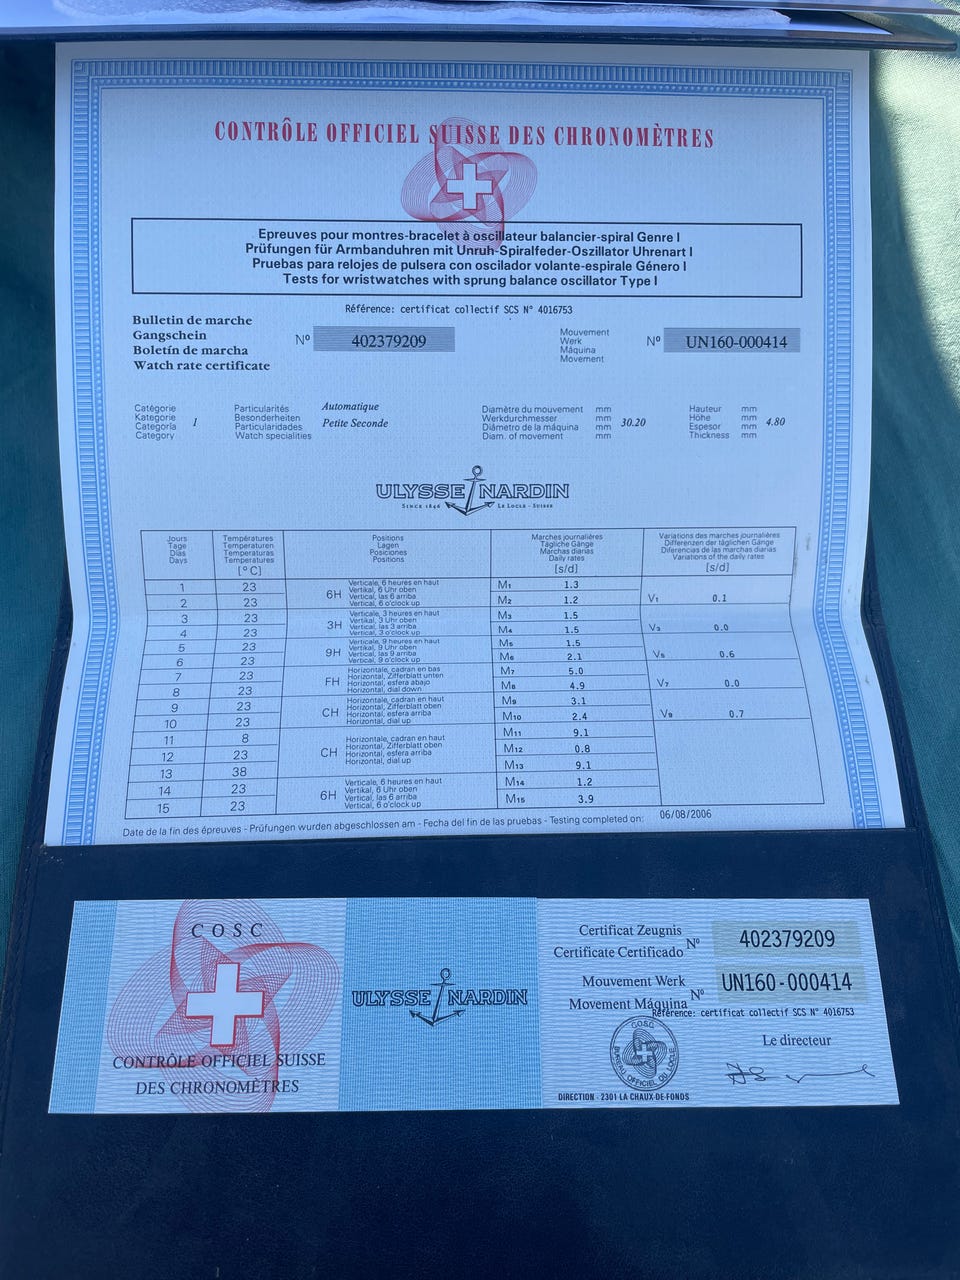 CONTRÔLE OFFICIEL SUISSE DES CHRONOMÈTRES
Epreuves pour montres-bracelet à oscillateur balancier-spiral Genre I
Prüfungen für Armbanduhren mit Unruh-Spiralfeder-Oszillator Uhrenart I
Pruebas para relojes de pulsera con oscilador volante-espirale Género I
Tests for wristwatches with sprung balance oscillator Type I
Référence: certificat collectif SCS N° 4016753
Bulletin de marche
Gangschein
Boletín de marcha
Watch rate certificate
Nº 402379209
Mouvement
Werk
Máquina
Movement
Nº UN160-000414
Catégorie
Kategorie
Categoría
Category
1
Particularités
Besonderheiten
Particularidades
Watch specialities
Automatique
Petite Seconde
Diamètre du mouvement mm
Werkdurchmesser mm
Diámetro de la máquina mm
Diam. of movement mm
30.20
Hauteur mm
Höhe mm
Espesor mm
Thickness mm
4.80
ULYSSE NARDIN
SINCE 1846 LE LOCLE - SUISSE
Jours
Tage
Días
Days
Températures
Temperaturen
Temperaturas
Temperatures
[°C]
Positions
Lagen
Posiciones
Positions
Marches journalières
Tägliche Gänge
Marchas diarias
Daily rates
[s/d]
Variations des marches journalières
Differenzen der täglichen Gänge
Diferencias de las marchas diarias
Variations of the daily rates
[s/d]
1 23
2 23
6H
Verticale, 6 heures en haut
Vertikal, 6 Uhr oben
Vertical, las 6 arriba
Vertical, 6 o'clock up
M1 1.3
M2 1.2
V1 0.1
3 23
4 23
3H
Verticale, 3 heures en haut
Vertikal, 3 Uhr oben
Vertical, las 3 arriba
Vertical, 3 o'clock up
M3 1.5
M4 1.5
V3 0.0
5 23
6 23
9H
Verticale, 9 heures en haut
Vertikal, 9 Uhr oben
Vertical, las 9 arriba
Vertical, 9 o'clock up
M5 1.5
M6 2.1
V5 0.6
7 23
8 23
FH
Horizontale, cadran en bas
Horizontal, Zifferblatt unten
Horizontal, esfera abajo
Horizontal, dial down
M7 5.0
M8 4.9
V7 0.0
9 23
10 23
CH
Horizontale, cadran en haut
Horizontal, Zifferblatt oben
Horizontal, esfera arriba
Horizontal, dial up
M9 3.1
M10 2.4
V9 0.7
11 8
12 23
13 38
CH
Horizontale, cadran en haut
Horizontal, Zifferblatt oben
Horizontal, esfera arriba
Horizontal, dial up
M11 9.1
M12 0.8
M13 9.1
14 23
15 23
6H
Verticale, 6 heures en haut
Vertikal, 6 Uhr oben
Vertical, las 6 arriba
Vertical, 6 o'clock up
M14 1.2
M15 3.9
Date de la fin des épreuves - Prüfungen wurden abgeschlossen am - Fecha del fin de las pruebas - Testing completed on: 06/08/2006
COSC
CONTRÔLE OFFICIEL SUISSE
DES CHRONOMÈTRES
ULYSSE NARDIN
Certificat Zeugnis
Certificate Certificado
Nº 402379209
Mouvement Werk
Movement Máquina
Nº UN160-000414
Référence: certificat collectif SCS N° 4016753
C.O.S.C.
BUREAU OFFICIEL DU LOCLE
Le directeur
DIRECTION - 2301 LA CHAUX-DE-FONDS